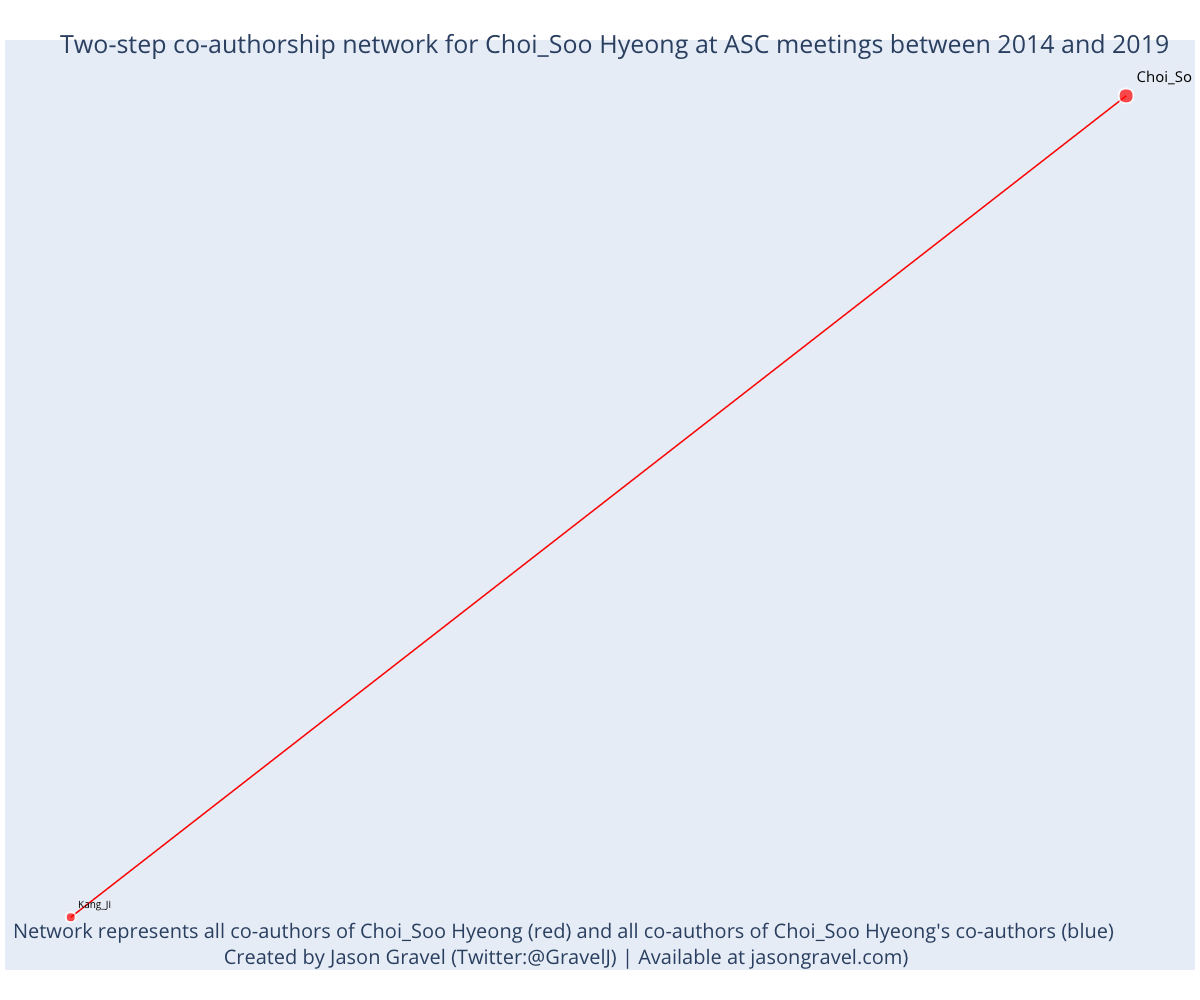 Two-step co-authorship network for Choi_Soo Hyeong at ASC meetings between 2014 and 2019
Choi_So
Kang_Ji
Network represents all co-authors of Choi_Soo Hyeong (red) and all co-authors of Choi_Soo Hyeong's co-authors (blue)
Created by Jason Gravel (Twitter:@GravelJ) | Available at jasongravel.com)